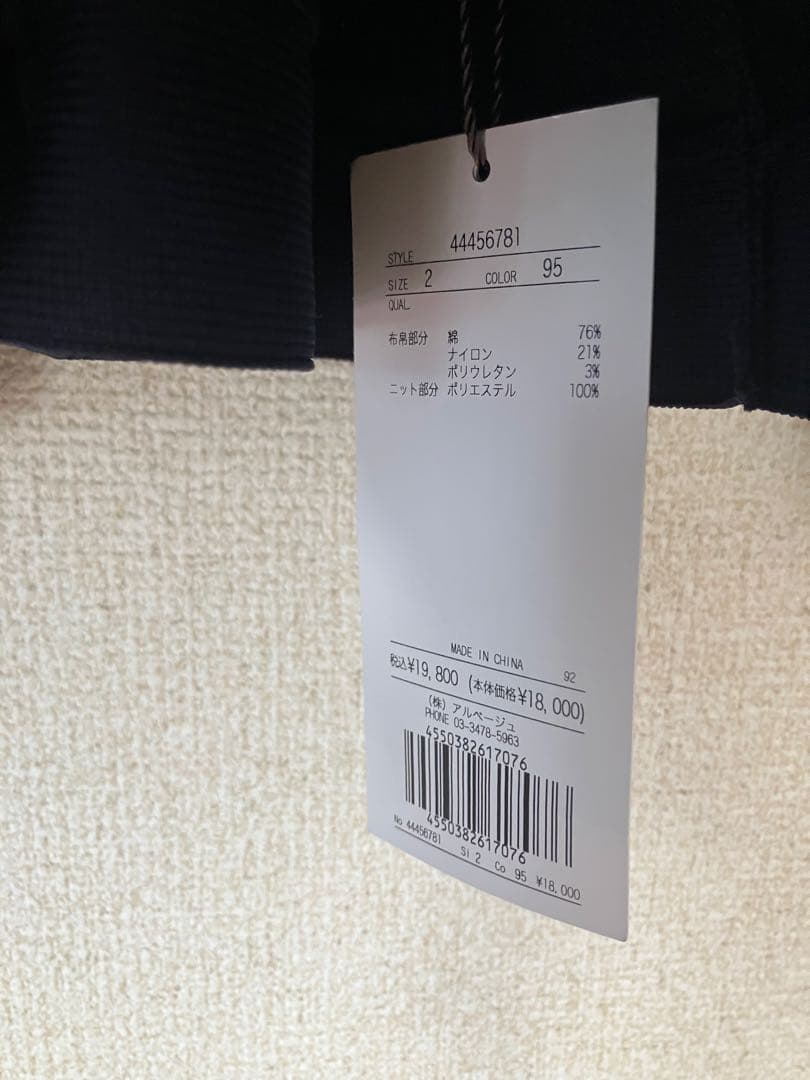 STYLE 44456781
SIZE 2 COLOR 95
QUAL
布帛部分 綿 76%
ナイロン 21%
ポリウレタン 3%
ニット部分 ポリエステル 100%
MADE IN CHINA 92
税込¥19,800 (本体価格¥18,000)
(株) アルページュ
PHONE 03-3478-5963
4550382617076
4550382617076
No 44456781 Si 2 Co 95 ¥18,000